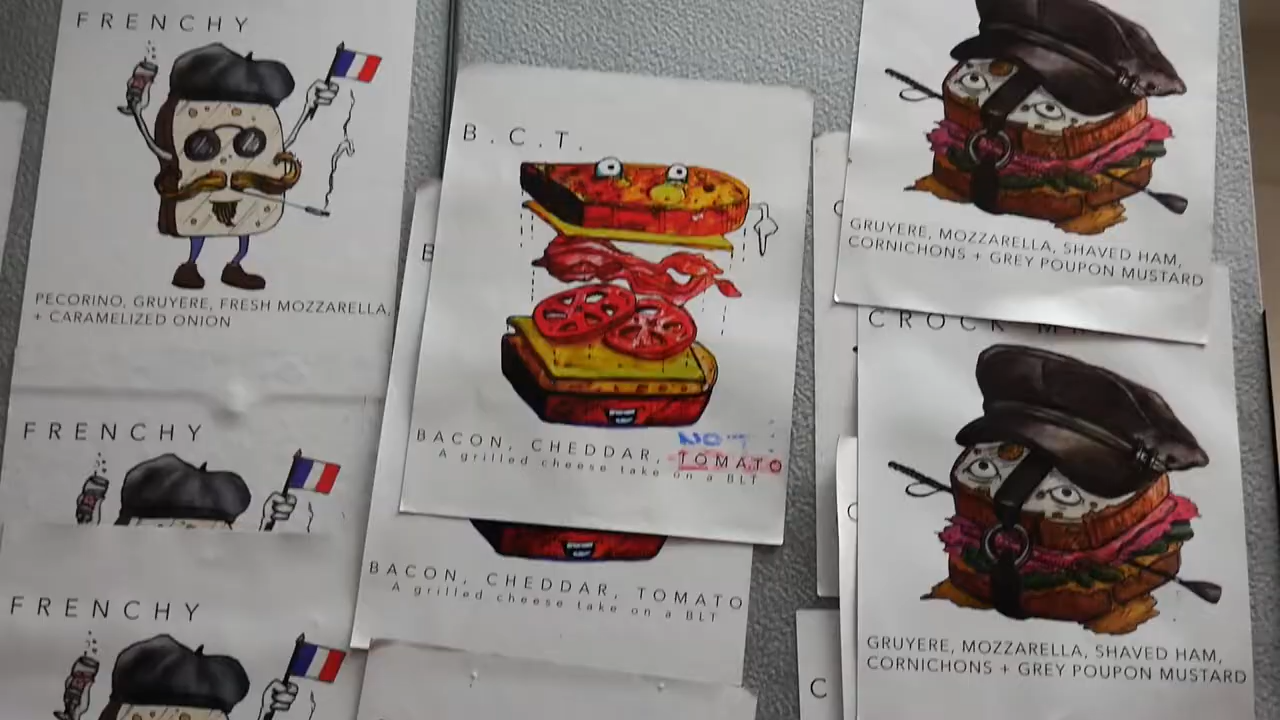 FRENCHY
PECORINO, GRUYERE, FRESH MOZZARELLA,
+ CARAMELIZED ONION
FRENCHY
FRENCHY
B.C.T.
NOT
BACON, CHEDDAR, TOMATO
A grilled cheese take on a BLT
B
BACON, CHEDDAR, TOMATO
A grilled cheese take on a BLT
GRUYERE, MOZZARELLA, SHAVED HAM,
CORNICHONS + GREY POUPON MUSTARD
CROCK
GRUYERE, MOZZARELLA, SHAVED HAM,
CORNICHONS + GREY POUPON MUSTARD
C